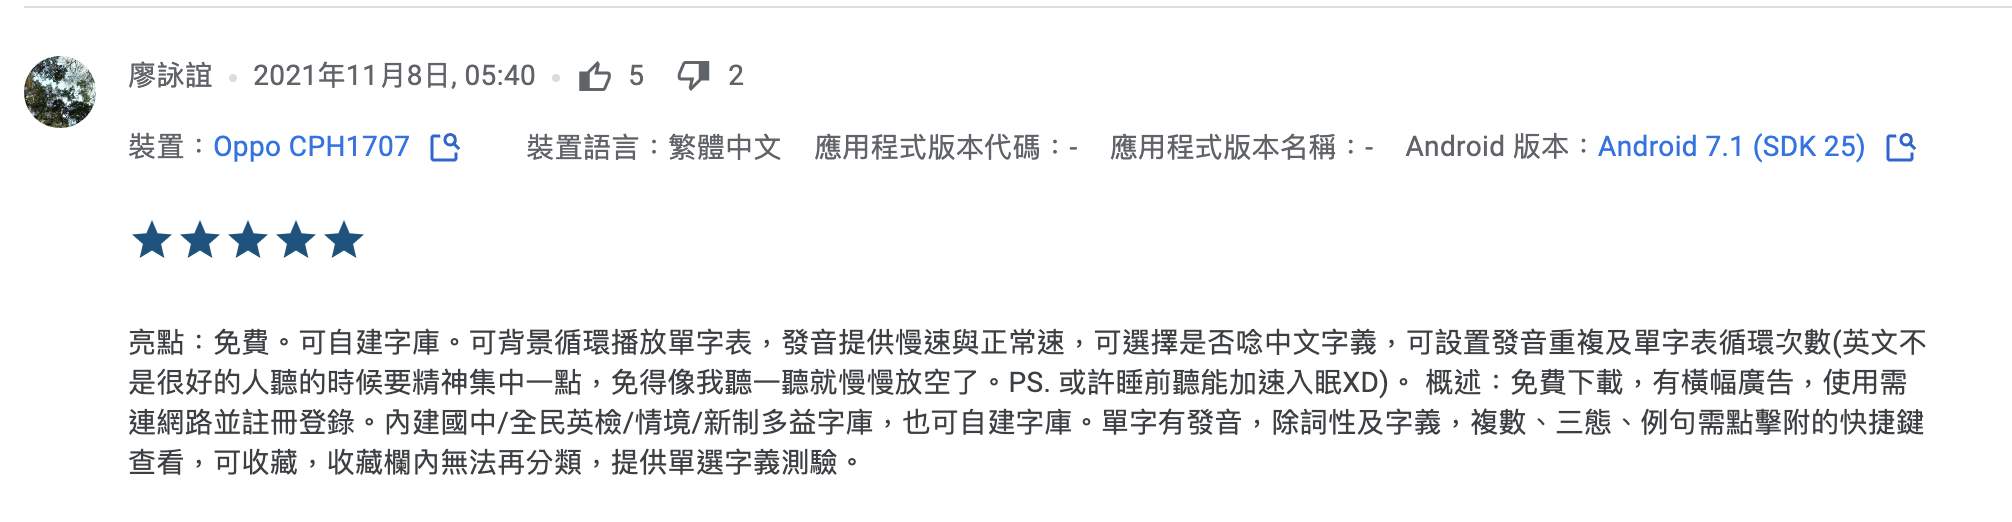 廖詠誼 • 2021年11月8日, 05:40 • 5 2
裝置：Oppo CPH1707 裝置語言：繁體中文 應用程式版本代碼：- 應用程式版本名稱：- Android 版本：Android 7.1 (SDK 25)
亮點：免費。可自建字庫。可背景循環播放單字表，發音提供慢速與正常速，可選擇是否唸中文字義，可設置發音重複及單字表循環次數(英文不
是很好的人聽的時候要精神集中一點，免得像我聽一聽就慢慢放空了。PS. 或許睡前聽能加速入眠XD)。 概述：免費下載，有橫幅廣告，使用需
連網路並註冊登錄。內建國中/全民英檢/情境/新制多益字庫，也可自建字庫。單字有發音，除詞性及字義，複數、三態、例句需點擊附的快捷鍵
查看，可收藏，收藏欄內無法再分類，提供單選字義測驗。